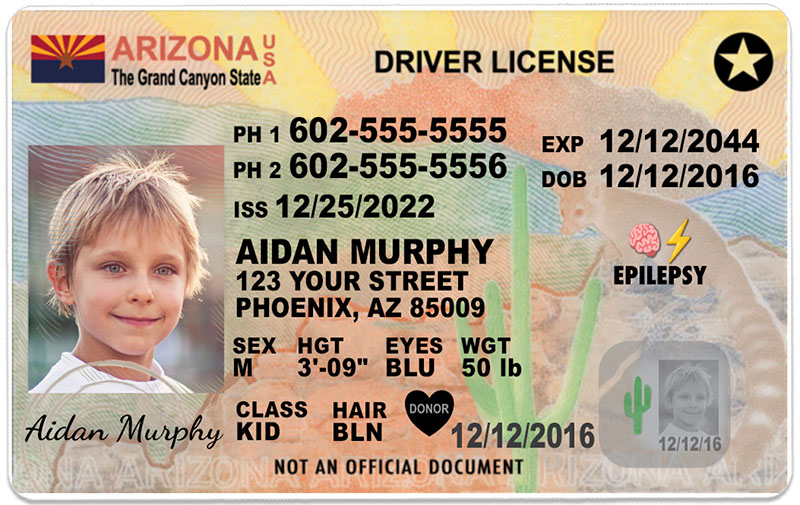 ARIZONA USA
The Grand Canyon State
DRIVER LICENSE
PH 1 602-555-5555
PH 2 602-555-5556
ISS 12/25/2022
EXP 12/12/2044
DOB 12/12/2016
AIDAN MURPHY
123 YOUR STREET
PHOENIX, AZ 85009
EPILEPSY
SEX HGT EYES WGT
M 3'-09" BLU 50 lb
CLASS HAIR DONOR
KID BLN
12/12/2016
12/12/16
Aidan Murphy
NOT AN OFFICIAL DOCUMENT
NA ARIZONA ARIZONA ARIZONA ARIZONA AR